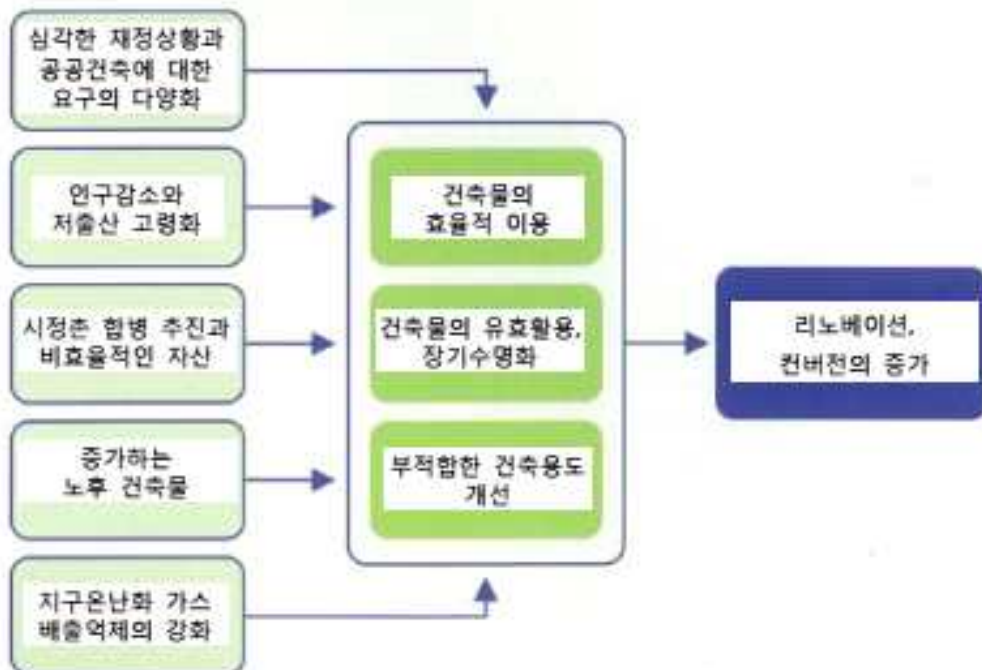 심각한 재정상황과
공공건축에 대한
요구의 다양화
인구감소와
저출산 고령화
시정촌 합병 추진과
비효율적인 자산
증가하는
노후 건축물
지구온난화 가스
배출억제의 강화
건축물의
효율적 이용
건축물의 유효활용,
장기수명화
부적합한 건축용도
개선
리노베이션,
컨버전의 증가